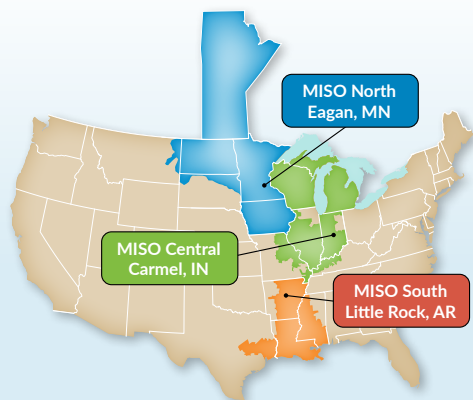 MISO North
Eagan, MN
MISO Central
Carmel, IN
MISO South
Little Rock, AR